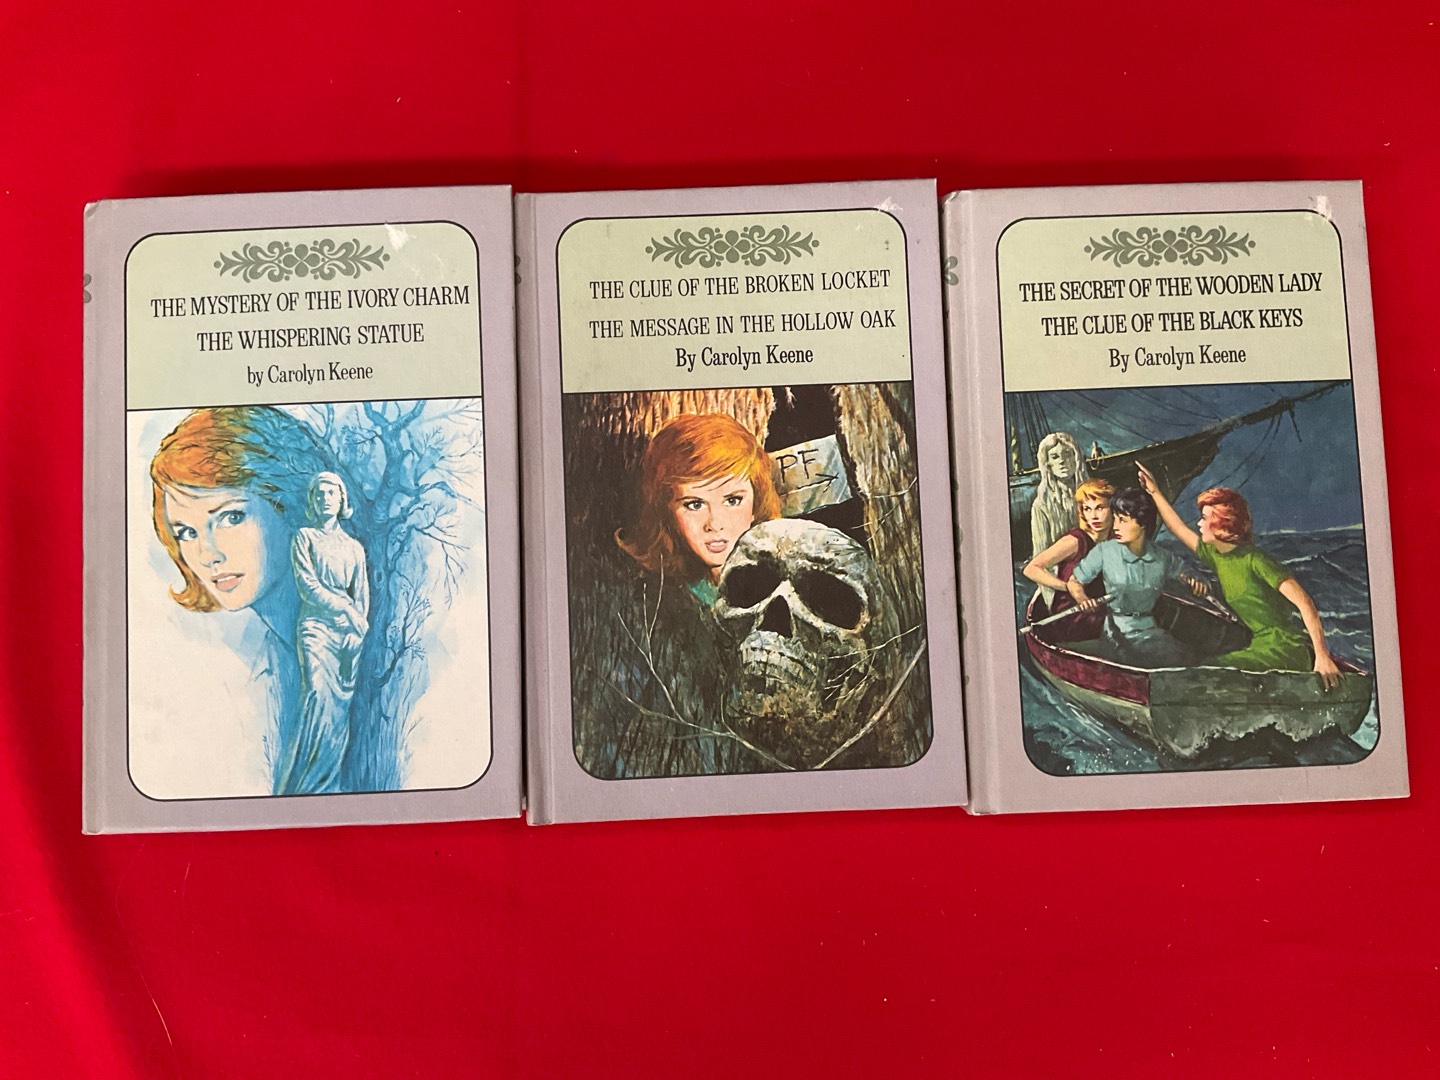 THE MYSTERY OF THE IVORY CHARM
THE WHISPERING STATUE
by Carolyn Keene
THE CLUE OF THE BROKEN LOCKET
THE MESSAGE IN THE HOLLOW OAK
By Carolyn Keene
PF
THE SECRET OF THE WOODEN LADY
THE CLUE OF THE BLACK KEYS
By Carolyn Keene